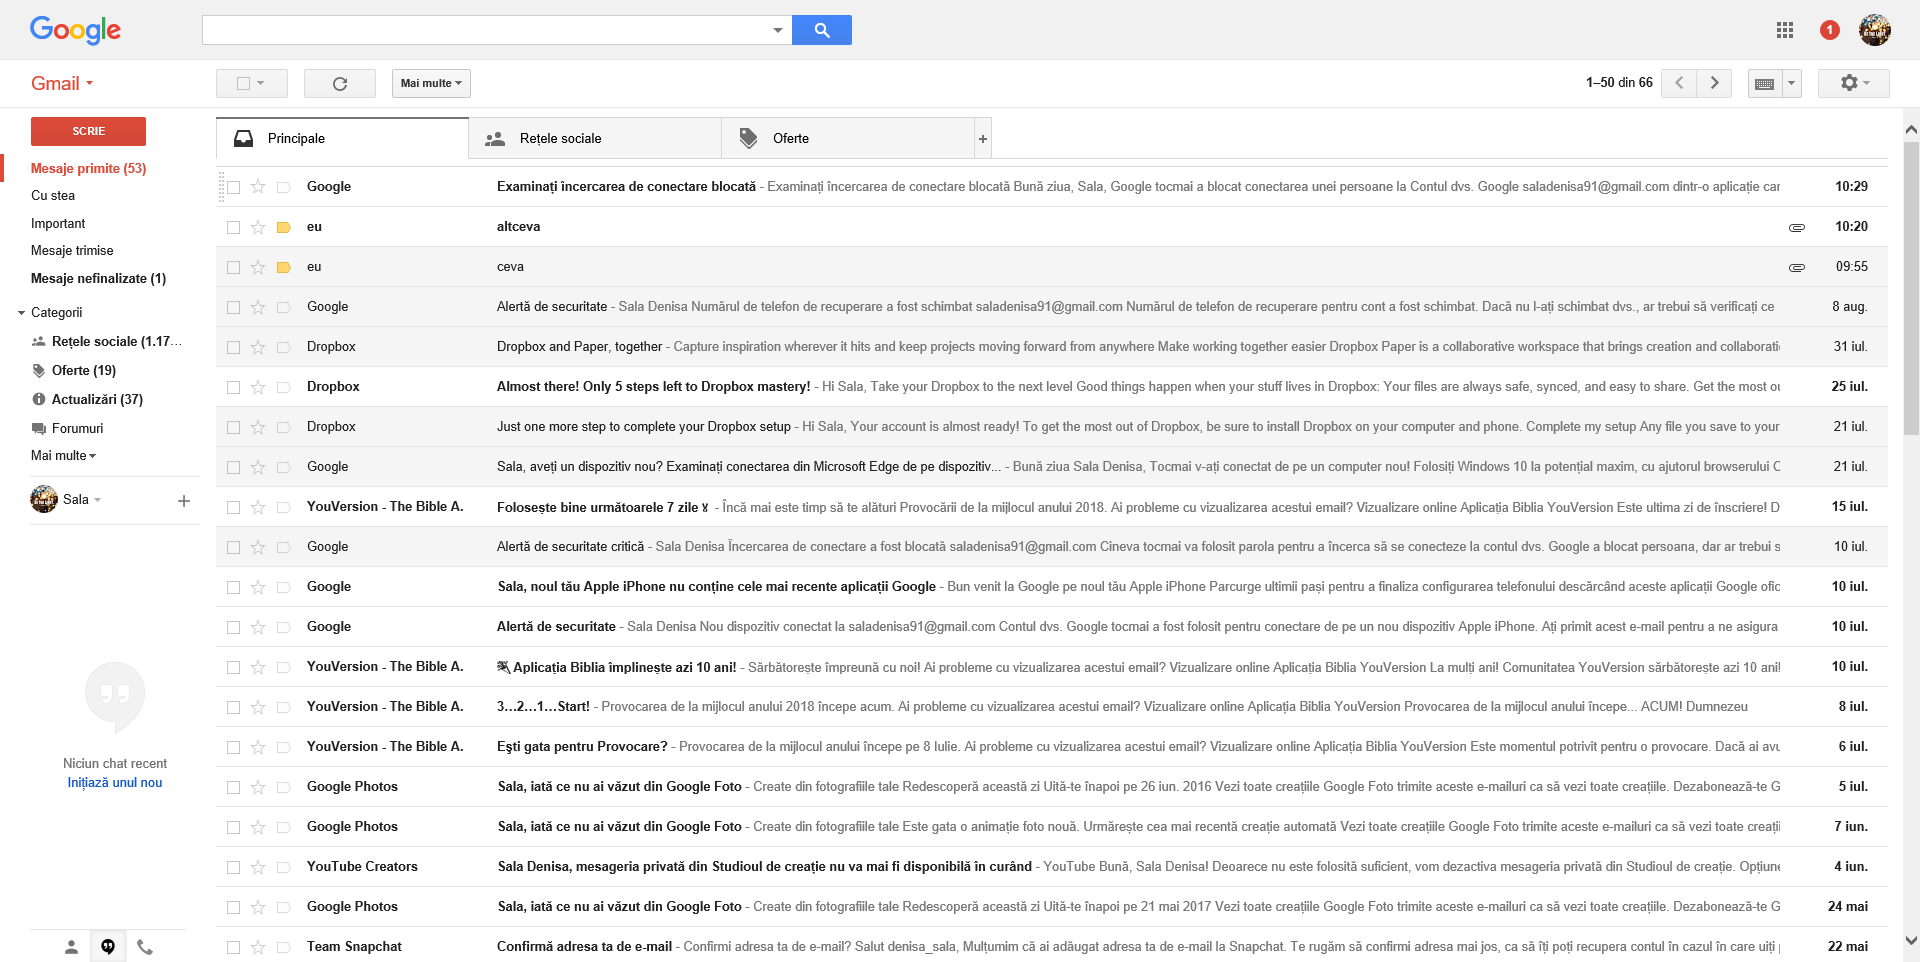 Google
1
Gmail
Mai multe
1–50 din 66
SCRIE
Mesaje primite (53)
Cu stea
Important
Mesaje trimise
Mesaje nefinalizate (1)
Categorii
Rețele sociale (1.17…
Oferte (19)
Actualizări (37)
Forumuri
Mai multe
Sala
Niciun chat recent
Inițiază unul nou
Principale Rețele sociale Oferte +
Google Examinați încercarea de conectare blocată - Examinați încercarea de conectare blocată Bună ziua, Sala, Google tocmai a blocat conectarea unei persoane la Contul dvs. Google saladenisa91@gmail.com dintr-o aplicație car 10:29
eu altceva 10:20
eu ceva 09:55
Google Alertă de securitate - Sala Denisa Numărul de telefon de recuperare a fost schimbat saladenisa91@gmail.com Numărul de telefon de recuperare pentru cont a fost schimbat. Dacă nu l-ați schimbat dvs., ar trebui să verificați ce 8 aug.
Dropbox Dropbox and Paper, together - Capture inspiration wherever it hits and keep projects moving forward from anywhere Make working together easier Dropbox Paper is a collaborative workspace that brings creation and collaborati 31 iul.
Dropbox Almost there! Only 5 steps left to Dropbox mastery! - Hi Sala, Take your Dropbox to the next level Good things happen when your stuff lives in Dropbox: Your files are always safe, synced, and easy to share. Get the most ou 25 iul.
Dropbox Just one more step to complete your Dropbox setup - Hi Sala, Your account is almost ready! To get the most out of Dropbox, be sure to install Dropbox on your computer and phone. Complete my setup Any file you save to your 21 iul.
Google Sala, aveți un dispozitiv nou? Examinați conectarea din Microsoft Edge de pe dispozitiv... - Bună ziua Sala Denisa, Tocmai v-ați conectat de pe un computer nou! Folosiți Windows 10 la potențial maxim, cu ajutorul browserului C 21 iul.
YouVersion - The Bible A. Folosește bine următoarele 7 zile - Încă mai este timp să te alături Provocării de la mijlocul anului 2018. Ai probleme cu vizualizarea acestui email? Vizualizare online Aplicația Biblia YouVersion Este ultima zi de înscriere! D 15 iul.
Google Alertă de securitate critică - Sala Denisa Încercarea de conectare a fost blocată saladenisa91@gmail.com Cineva tocmai va folosit parola pentru a încerca să se conecteze la contul dvs. Google a blocat persoana, dar ar trebui s 10 iul.
Google Sala, noul tău Apple iPhone nu conține cele mai recente aplicații Google - Bun venit la Google pe noul tău Apple iPhone Parcurge ultimii pași pentru a finaliza configurarea telefonului descărcând aceste aplicații Google ofic 10 iul.
Google Alertă de securitate - Sala Denisa Nou dispozitiv conectat la saladenisa91@gmail.com Contul dvs. Google tocmai a fost folosit pentru conectare de pe un nou dispozitiv Apple iPhone. Ați primit acest e-mail pentru a ne asigura 10 iul.
YouVersion - The Bible A. Aplicația Biblia împlinește azi 10 ani! - Sărbătorește împreună cu noi! Ai probleme cu vizualizarea acestui email? Vizualizare online Aplicația Biblia YouVersion La mulți ani! Comunitatea YouVersion sărbătorește azi 10 ani! 10 iul.
YouVersion - The Bible A. 3…2…1…Start! - Provocarea de la mijlocul anului 2018 începe acum. Ai probleme cu vizualizarea acestui email? Vizualizare online Aplicația Biblia YouVersion Provocarea de la mijlocul anului începe... ACUM! Dumnezeu 8 iul.
YouVersion - The Bible A. Eşti gata pentru Provocare? - Provocarea de la mijlocul anului începe pe 8 Iulie. Ai probleme cu vizualizarea acestui email? Vizualizare online Aplicația Biblia YouVersion Este momentul potrivit pentru o provocare. Dacă ai avu 6 iul.
Google Photos Sala, iată ce nu ai văzut din Google Foto - Create din fotografiile tale Redescoperă această zi Uită-te înapoi pe 26 iun. 2016 Vezi toate creațiile Google Foto trimite aceste e-mailuri ca să vezi toate creațiile. Dezabonează-te G 5 iul.
Google Photos Sala, iată ce nu ai văzut din Google Foto - Create din fotografiile tale Este gata o animație foto nouă. Urmărește cea mai recentă creație automată Vezi toate creațiile Google Foto trimite aceste e-mailuri ca să vezi toate creații 7 iun.
YouTube Creators Sala Denisa, mesageria privată din Studioul de creație nu va mai fi disponibilă în curând - YouTube Bună, Sala Denisa! Deoarece nu este folosită suficient, vom dezactiva mesageria privată din Studioul de creație. Opțiune 4 iun.
Google Photos Sala, iată ce nu ai văzut din Google Foto - Create din fotografiile tale Redescoperă această zi Uită-te înapoi pe 21 mai 2017 Vezi toate creațiile Google Foto trimite aceste e-mailuri ca să vezi toate creațiile. Dezabonează-te G 24 mai
Team Snapchat Confirmă adresa ta de e-mail - Confirmi adresa ta de e-mail? Salut denisa_sala, Mulțumim că ai adăugat adresa ta de e-mail la Snapchat. Te rugăm să confirmi adresa mai jos, ca să îți poți recupera contul în cazul în care uiți 22 mai